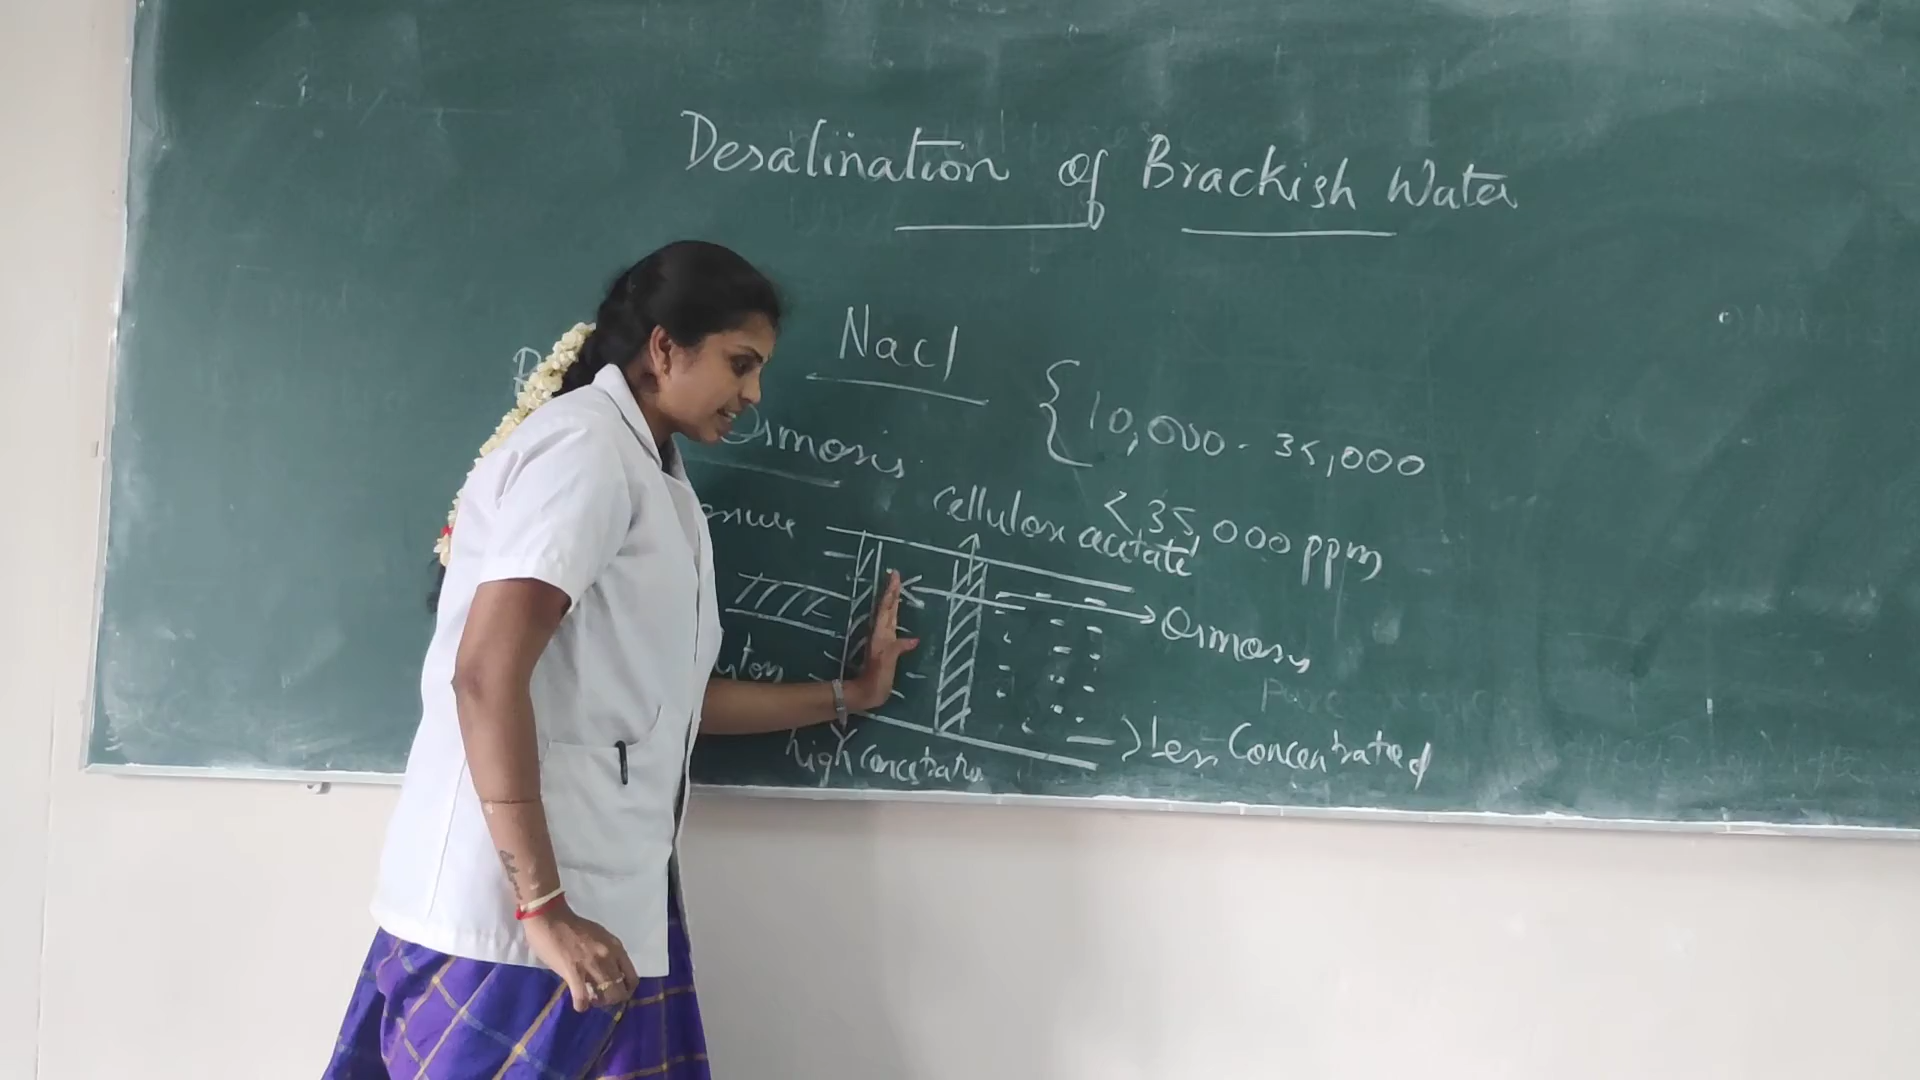 Desalination of Brackish Water
Nacl
10,000 - 35,000
Osmosis
< 35,000 ppm
cellulose acetate
Osmosis
Less Concentrated
high concetratio